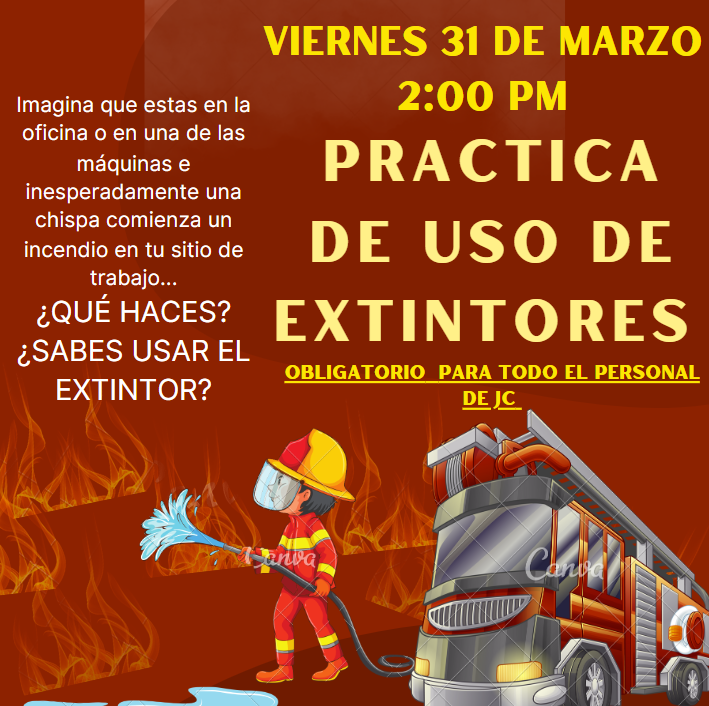 VIERNES 31 DE MARZO
2:00 PM
PRACTICA
DE USO DE
EXTINTORES
OBLIGATORIO PARA TODO EL PERSONAL
DE JC
Imagina que estas en la
oficina o en una de las
máquinas e
inesperadamente una
chispa comienza un
incendio en tu sitio de
trabajo...
¿QUÉ HACES?
¿SABES USAR EL
EXTINTOR?
Canva
Canva